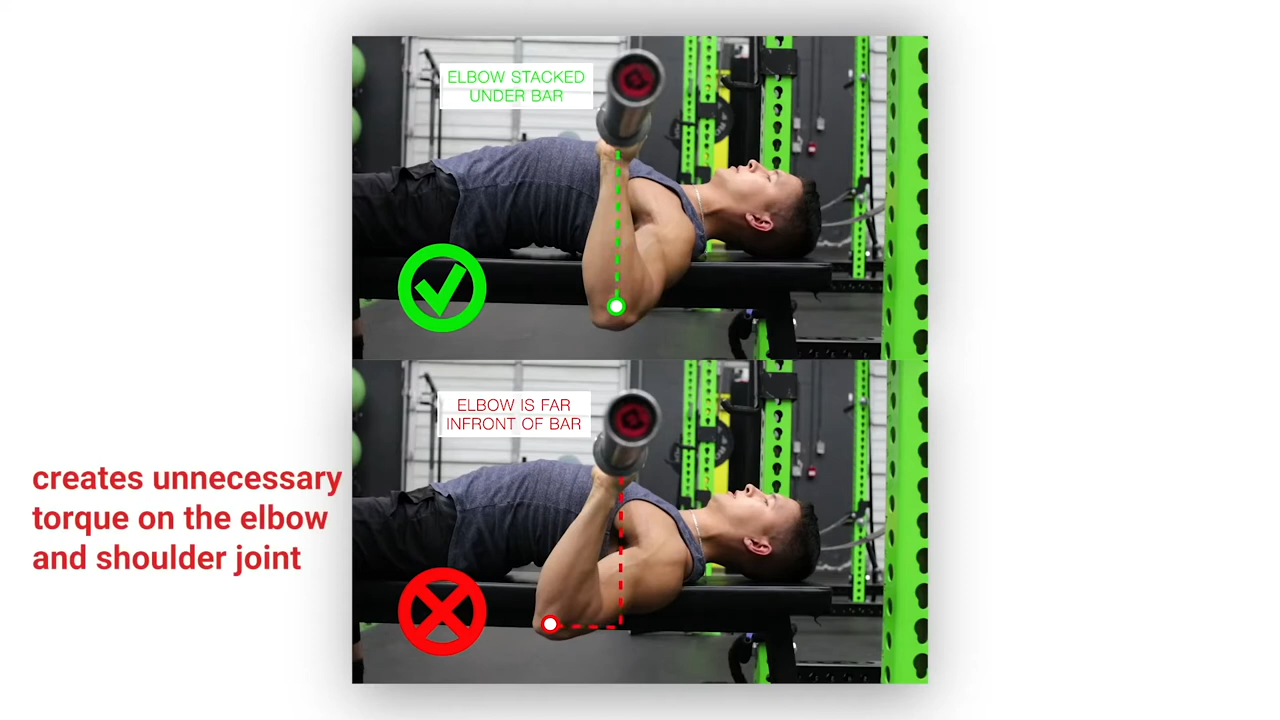 ELBOW STACKED
UNDER BAR
ELBOW IS FAR
INFRONT OF BAR
creates unnecessary
torque on the elbow
and shoulder joint